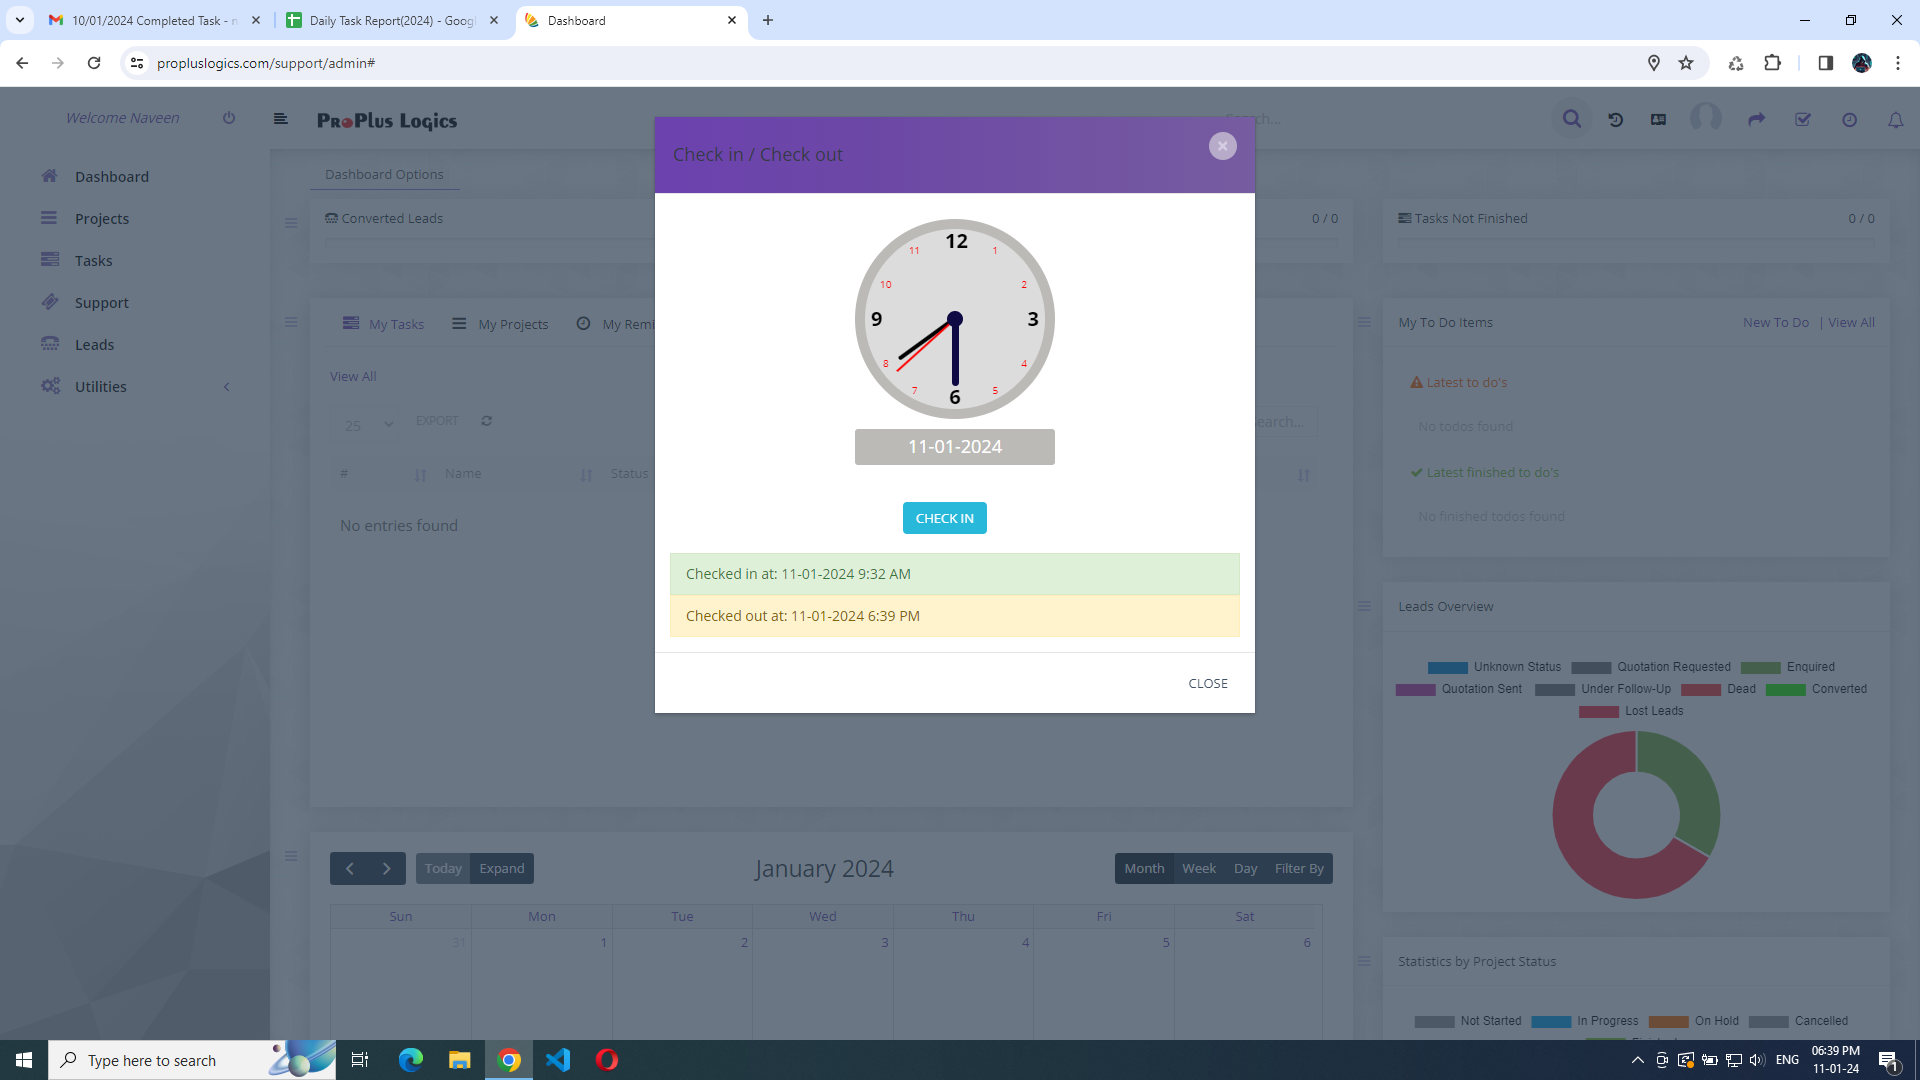 10/01/2024 Completed Task - n
Daily Task Report(2024) - Goog
Dashboard
propluslogics.com/support/admin#
Welcome Naveen
ProPlus Logics
Search...
Dashboard
Projects
Tasks
Support
Leads
Utilities
Dashboard Options
Converted Leads
0 / 0
Tasks Not Finished
0 / 0
Check in / Check out
12
11
1
10
2
9
3
8
4
7
5
6
11-01-2024
CHECK IN
Checked in at: 11-01-2024 9:32 AM
Checked out at: 11-01-2024 6:39 PM
CLOSE
My Tasks
My Projects
My Remi
View All
25
EXPORT
earch...
#
Name
Status
No entries found
My To Do Items
New To Do | View All
Latest to do's
No todos found
Latest finished to do's
No finished todos found
Leads Overview
Unknown Status
Quotation Requested
Enquired
Quotation Sent
Under Follow-Up
Dead
Converted
Lost Leads
Today
Expand
January 2024
Month
Week
Day
Filter By
Sun
Mon
Tue
Wed
Thu
Fri
Sat
31
1
2
3
4
5
6
Statistics by Project Status
Not Started
In Progress
On Hold
Cancelled
Type here to search
ENG
06:39 PM
11-01-24
1